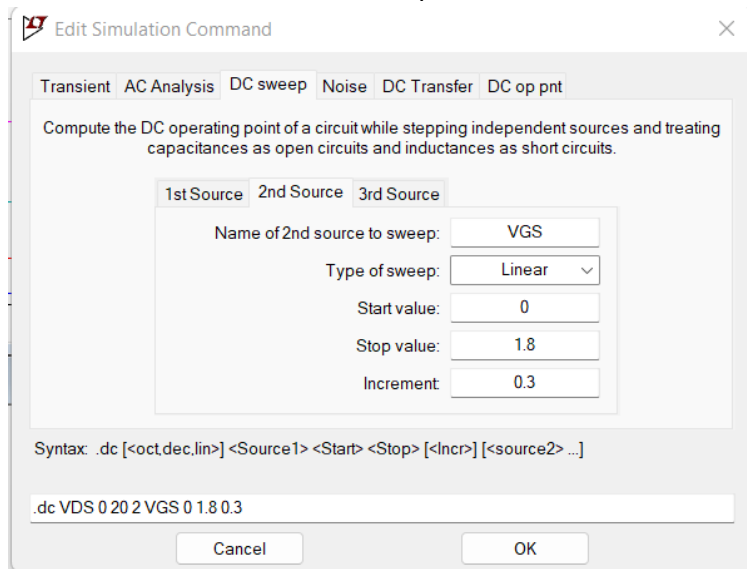 Edit Simulation Command
Transient AC Analysis DC sweep Noise DC Transfer DC op pnt
Compute the DC operating point of a circuit while stepping independent sources and treating
capacitances as open circuits and inductances as short circuits.
1st Source 2nd Source 3rd Source
Name of 2nd source to sweep: VGS
Type of sweep: Linear
Start value: 0
Stop value: 1.8
Increment: 0.3
Syntax: .dc [<oct,dec,lin>] <Source1> <Start> <Stop> [<Incr>] [<source2> ...]
.dc VDS 0 20 2 VGS 0 1.8 0.3
Cancel OK